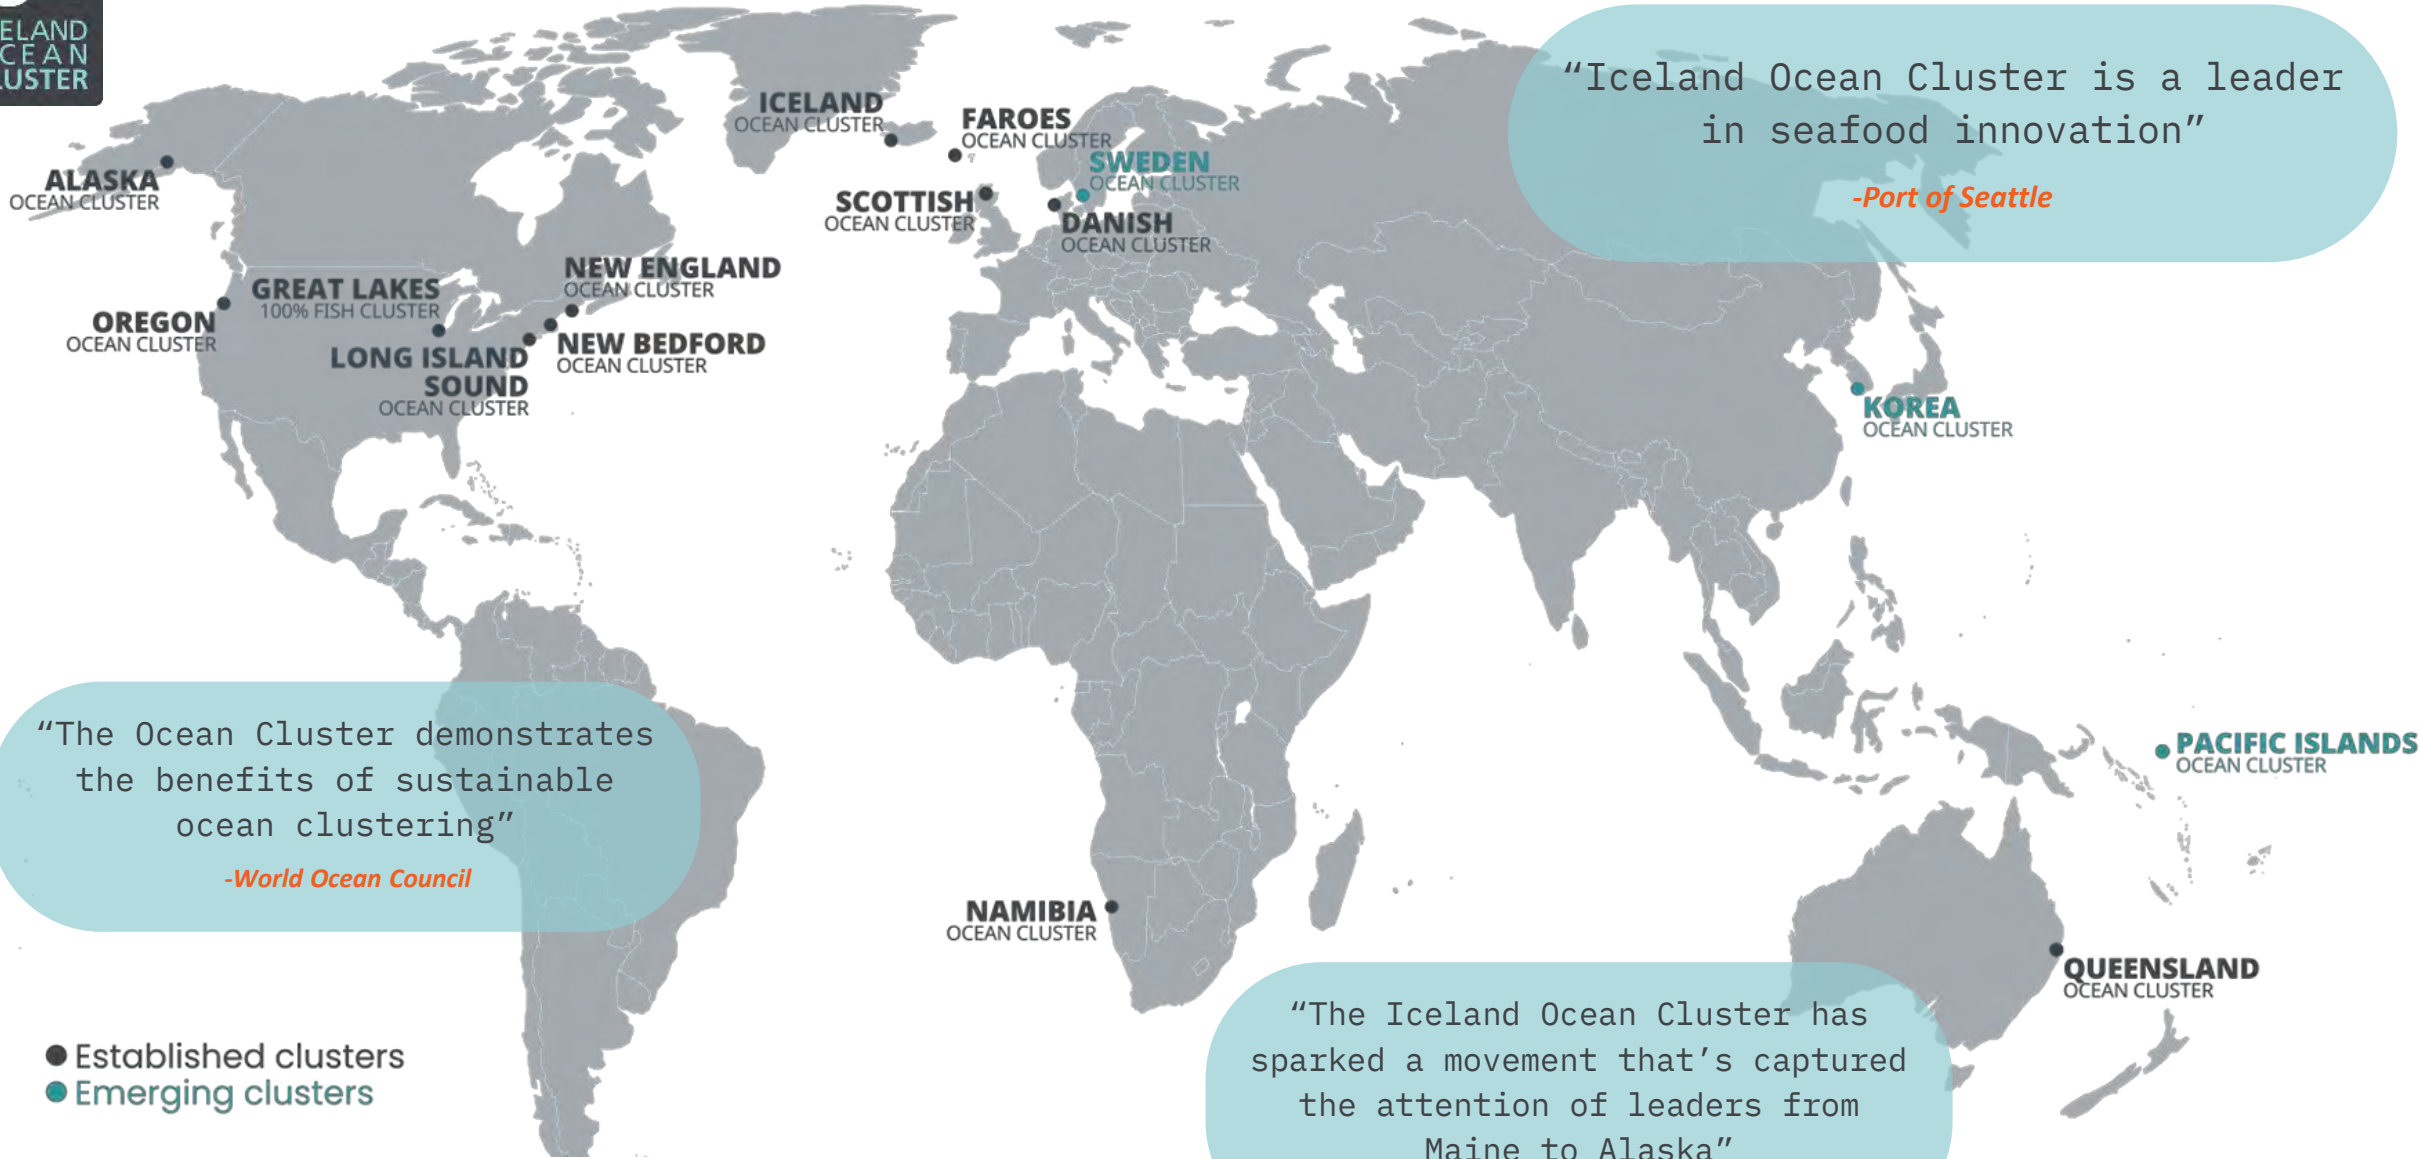 ELAND
CEAN
LUSTER
“Iceland Ocean Cluster is a leader
in seafood innovation”
-Port of Seattle
ICELAND
OCEAN CLUSTER
FAROES
OCEAN CLUSTER
SWEDEN
OCEAN CLUSTER
ALASKA
OCEAN CLUSTER
SCOTTISH
OCEAN CLUSTER
DANISH
OCEAN CLUSTER
NEW ENGLAND
OCEAN CLUSTER
GREAT LAKES
100% FISH CLUSTER
OREGON
OCEAN CLUSTER
NEW BEDFORD
OCEAN CLUSTER
LONG ISLAND
SOUND
OCEAN CLUSTER
KOREA
OCEAN CLUSTER
“The Ocean Cluster demonstrates
the benefits of sustainable
ocean clustering”
-World Ocean Council
PACIFIC ISLANDS
OCEAN CLUSTER
NAMIBIA
OCEAN CLUSTER
QUEENSLAND
OCEAN CLUSTER
“The Iceland Ocean Cluster has
sparked a movement that’s captured
the attention of leaders from
Maine to Alaska”
Established clusters
Emerging clusters